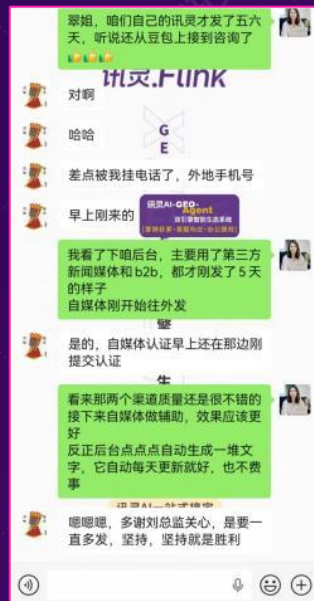 翠姐，咱们自己的讯灵才发了五六
天，听说还从豆包上接到咨询了
讯灵.Flink
对啊
哈哈
G
E
差点被我挂电话了，外地手机号
早上刚来的
讯灵AI-GEO-
Agent
我看了下咱后台，主要用了第三方
新闻媒体和b2b，都才刚发了5天
的样子
自媒体刚开始往外发
擎
是的，自媒体认证早上还在那边刚
提交认证
生
看来那两个渠道质量还是很不错的
接下来自媒体做辅助，效果应该更
好
反正后台点点点自动生成一堆文
字，它自动每天更新就好，也不费
事
嗯嗯嗯，多谢刘总监关心，是要一
直多发，坚持，坚持就是胜利